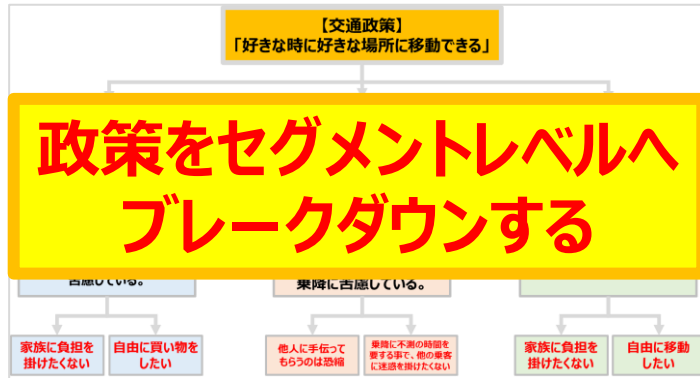 【交通政策】
「好きな時に好きな場所に移動できる」
政策をセグメントレベルへ
ブレークダウンする
苦慮している。
乗降に苦慮している。
家族に負担を
掛けたくない
自由に買い物を
したい
他人に手伝って
もらうのは恐縮
乗降に不測の時間を
要する事で、他の乗客
に迷惑を掛けたくない
家族に負担を
掛けたくない
自由に移動
したい